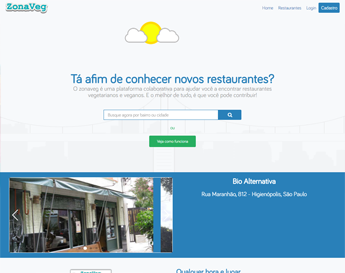 ZonaVeg
Home Restaurantes Login Cadastro
Tá afim de conhecer novos restaurantes?
O zonaveg é uma plataforma colaborativa para ajudar você a encontrar restaurantes
vegetarianos e veganos. E o melhor de tudo, é que você pode contribuir!
Busque agora por bairro ou cidade
ou
Veja como funciona
Bio Alternativa
Rua Maranhão, 812 - Higienópolis, São Paulo
Qualquer hora e lugar